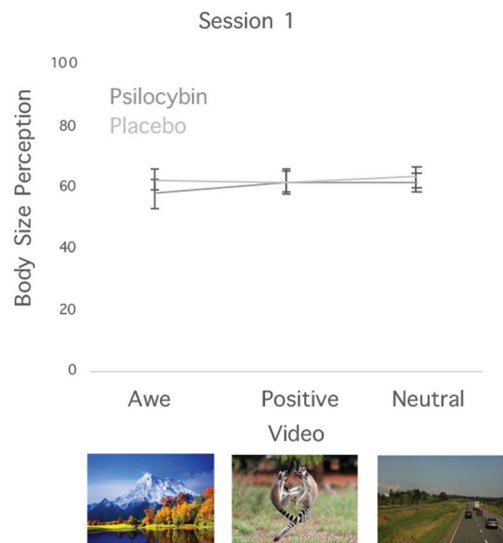 Session 1
Body Size Perception
100
80
60
40
20
0
Psilocybin
Placebo
Awe Positive Neutral
Video